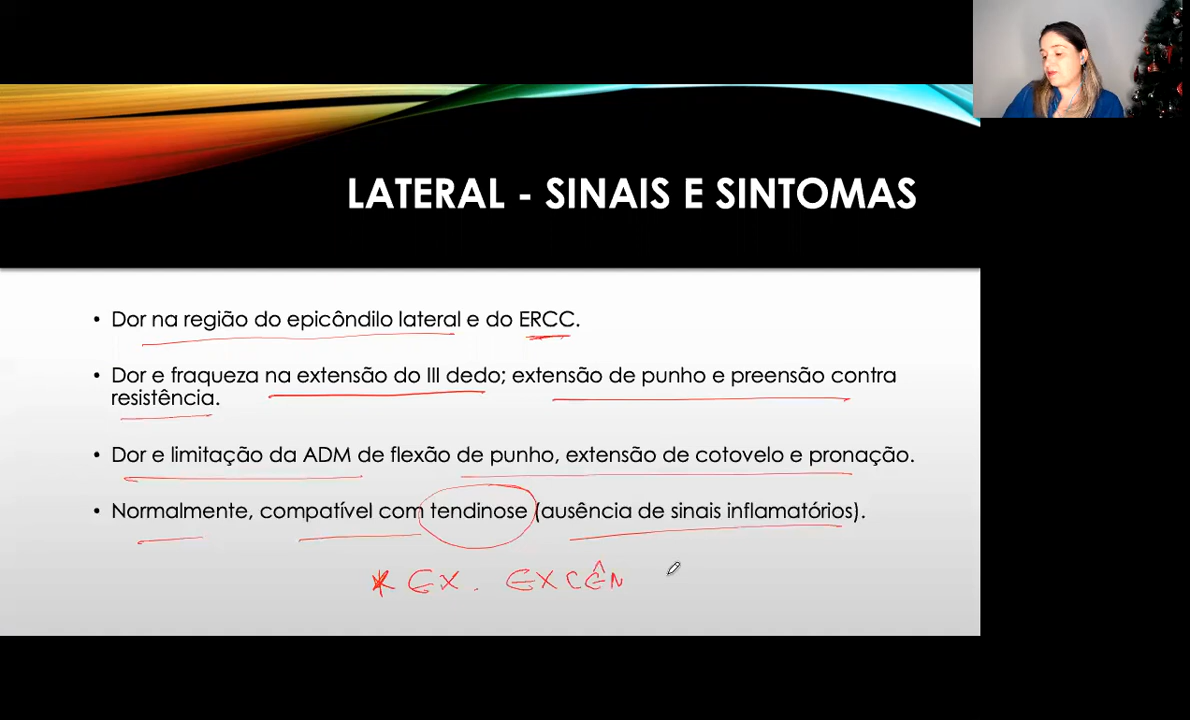 LATERAL - SINAIS E SINTOMAS
• Dor na região do epicôndilo lateral e do ERCC.
• Dor e fraqueza na extensão do III dedo; extensão de punho e preensão contra
resistência.
• Dor e limitação da ADM de flexão de punho, extensão de cotovelo e pronação.
• Normalmente, compatível com tendinose (ausência de sinais inflamatórios).
* EX. EXCÊN